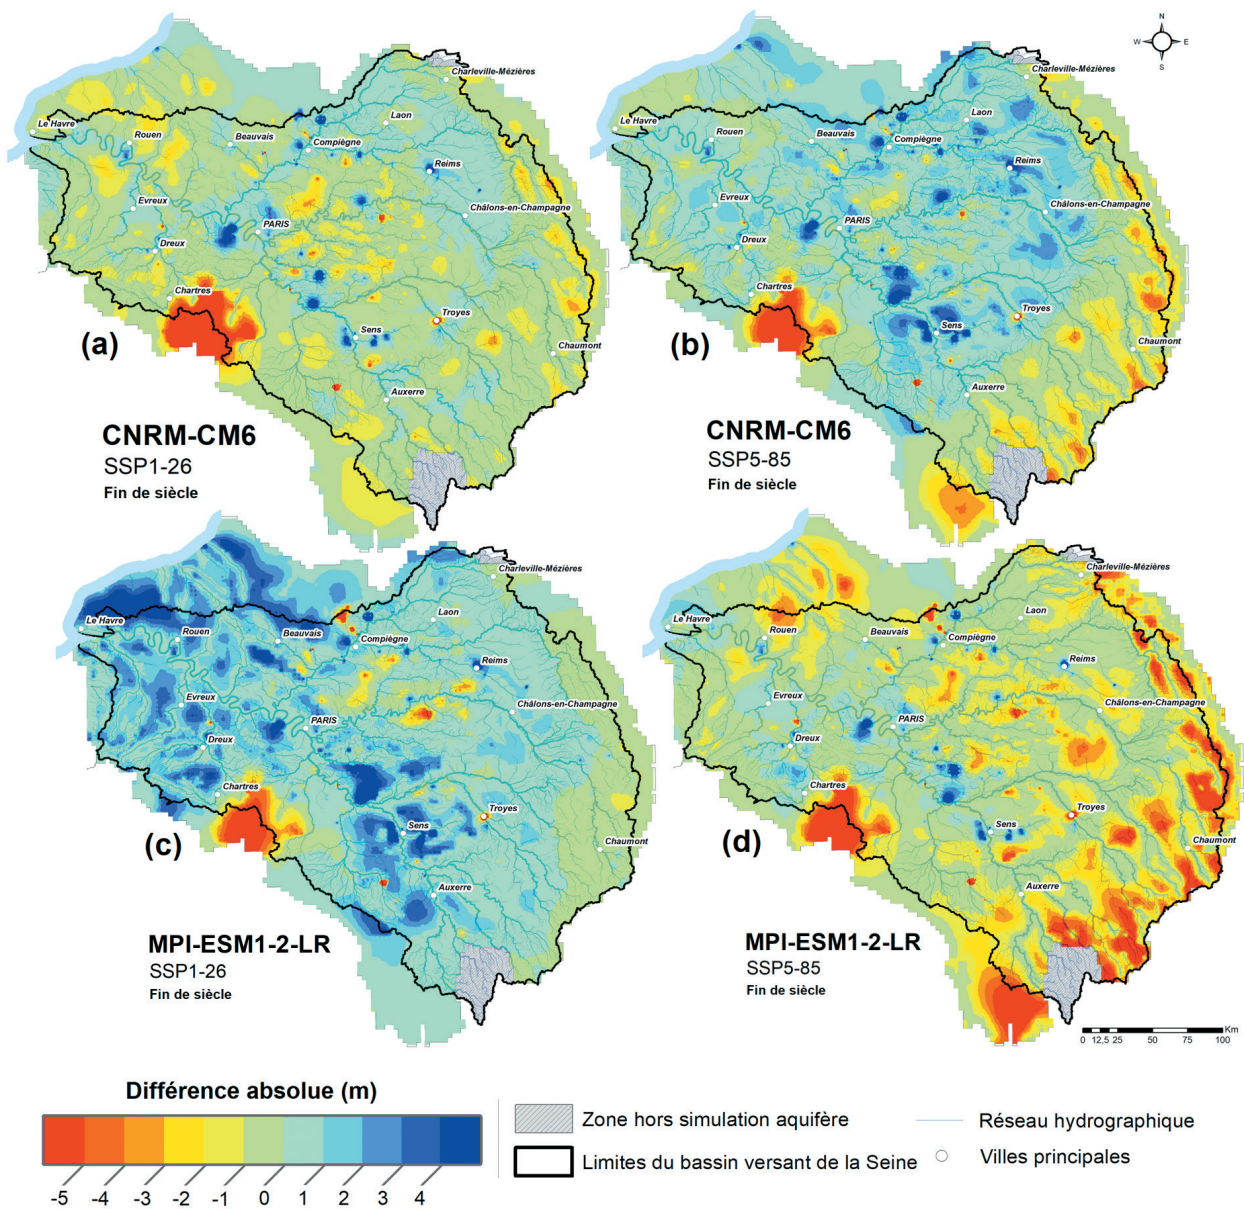 N
W E
S
Charleville-Mézières
Laon
Le Havre
Rouen
Beauvais
Compiègne
Reims
Evreux
Châlons-en-Champagne
PARIS
Dreux
Chartres
Troyes
Sens
Chaumont
Auxerre
(a)
CNRM-CM6
SSP1-26
Fin de siècle
Charleville-Mézières
Laon
Le Havre
Rouen
Beauvais
Compiègne
Reims
Evreux
Châlons-en-Champagne
PARIS
Dreux
Chartres
Troyes
Sens
Chaumont
Auxerre
(b)
CNRM-CM6
SSP5-85
Fin de siècle
Charleville-Mézières
Laon
Le Havre
Rouen
Beauvais
Compiègne
Reims
Evreux
Châlons-en-Champagne
PARIS
Dreux
Chartres
Troyes
Sens
Chaumont
Auxerre
(c)
MPI-ESM1-2-LR
SSP1-26
Fin de siècle
Charleville-Mézières
Laon
Le Havre
Rouen
Beauvais
Compiègne
Reims
Evreux
Châlons-en-Champagne
PARIS
Dreux
Chartres
Troyes
Sens
Chaumont
Auxerre
(d)
MPI-ESM1-2-LR
SSP5-85
Fin de siècle
Km
0 12,5 25 50 75 100
Différence absolue (m)
-5 -4 -3 -2 -1 0 1 2 3 4
Zone hors simulation aquifère
Limites du bassin versant de la Seine
Réseau hydrographique
Villes principales